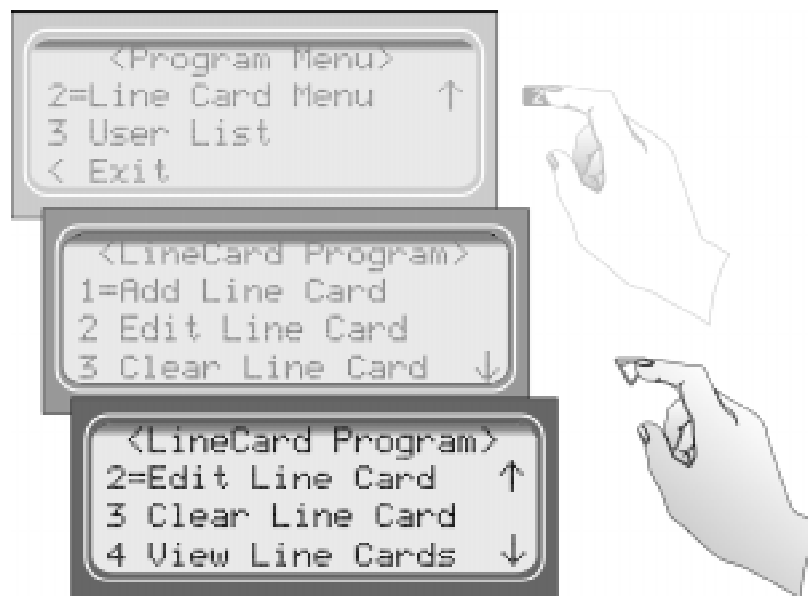 <Program Menu>
2=Line Card Menu ↑
3 User List
< Exit
<LineCard Program>
1=Add Line Card
2 Edit Line Card
3 Clear Line Card ↓
<LineCard Program>
2=Edit Line Card ↑
3 Clear Line Card
4 View Line Cards ↓